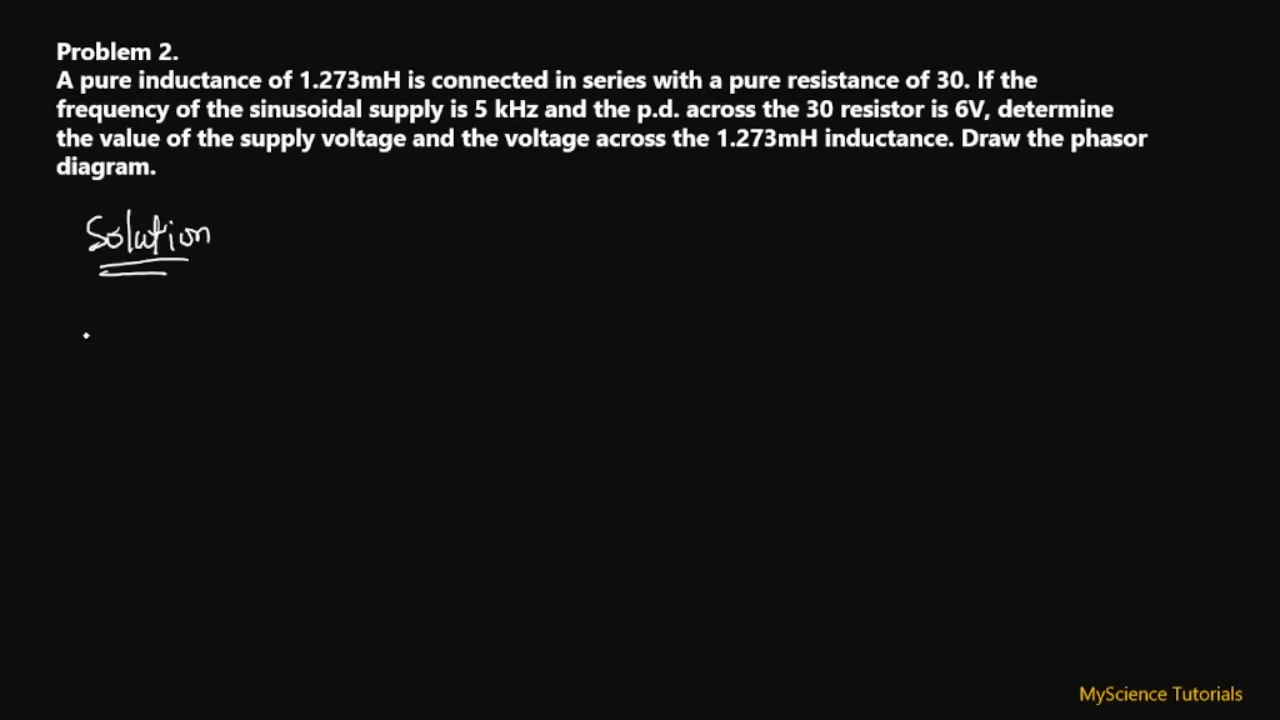 Problem 2.
A pure inductance of 1.273mH is connected in series with a pure resistance of 30. If the
frequency of the sinusoidal supply is 5 kHz and the p.d. across the 30 resistor is 6V, determine
the value of the supply voltage and the voltage across the 1.273mH inductance. Draw the phasor
diagram.
Solution
MyScience Tutorials